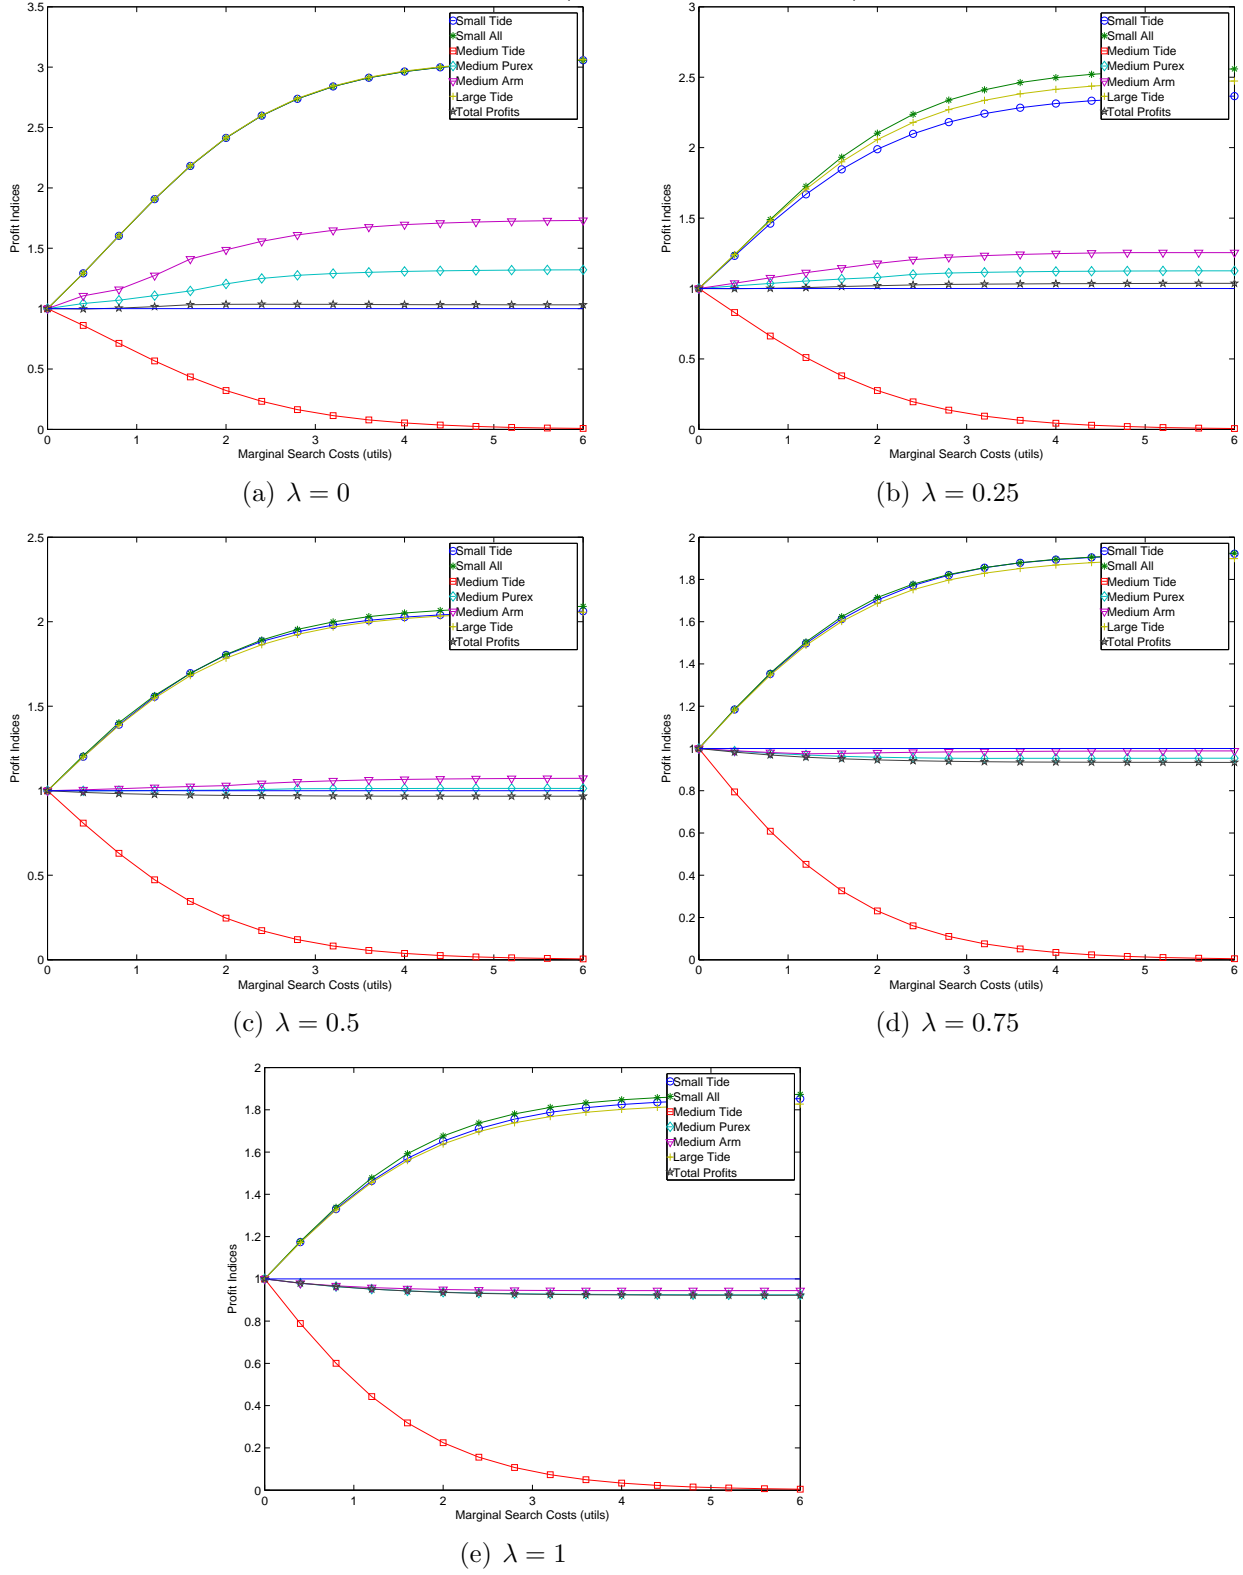 3.5
3
2.5
2
1.5
1
0.5
0
0 1 2 3 4 5 6
Profit Indices
Marginal Search Costs (utils)
Small Tide
Small All
Medium Tide
Medium Purex
Medium Arm
Large Tide
Total Profits
(a) λ = 0
3
2.5
2
1.5
1
0.5
0
0 1 2 3 4 5 6
Profit Indices
Marginal Search Costs (utils)
Small Tide
Small All
Medium Tide
Medium Purex
Medium Arm
Large Tide
Total Profits
(b) λ = 0.25
2.5
2
1.5
1
0.5
0
0 1 2 3 4 5 6
Profit Indices
Marginal Search Costs (utils)
Small Tide
Small All
Medium Tide
Medium Purex
Medium Arm
Large Tide
Total Profits
(c) λ = 0.5
2
1.8
1.6
1.4
1.2
1
0.8
0.6
0.4
0.2
0
0 1 2 3 4 5 6
Profit Indices
Marginal Search Costs (utils)
Small Tide
Small All
Medium Tide
Medium Purex
Medium Arm
Large Tide
Total Profits
(d) λ = 0.75
2
1.8
1.6
1.4
1.2
1
0.8
0.6
0.4
0.2
0
0 1 2 3 4 5 6
Profit Indices
Marginal Search Costs (utils)
Small Tide
Small All
Medium Tide
Medium Purex
Medium Arm
Large Tide
Total Profits
(e) λ = 1